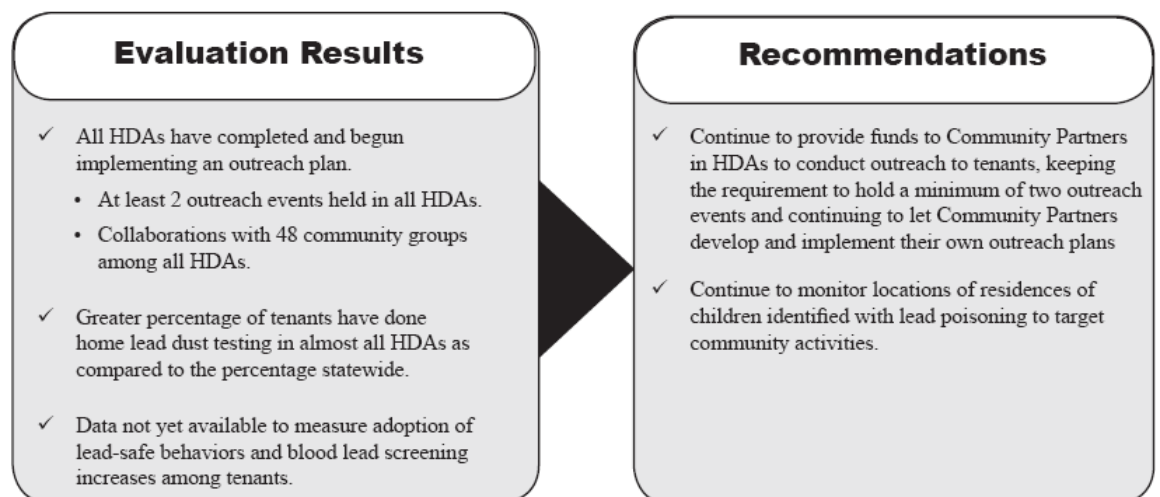 Evaluation Results
✓ All HDAs have completed and begun
implementing an outreach plan.
• At least 2 outreach events held in all HDAs.
• Collaborations with 48 community groups
among all HDAs.
✓ Greater percentage of tenants have done
home lead dust testing in almost all HDAs as
compared to the percentage statewide.
✓ Data not yet available to measure adoption of
lead-safe behaviors and blood lead screening
increases among tenants.
Recommendations
✓ Continue to provide funds to Community Partners
in HDAs to conduct outreach to tenants, keeping
the requirement to hold a minimum of two outreach
events and continuing to let Community Partners
develop and implement their own outreach plans
✓ Continue to monitor locations of residences of
children identified with lead poisoning to target
community activities.